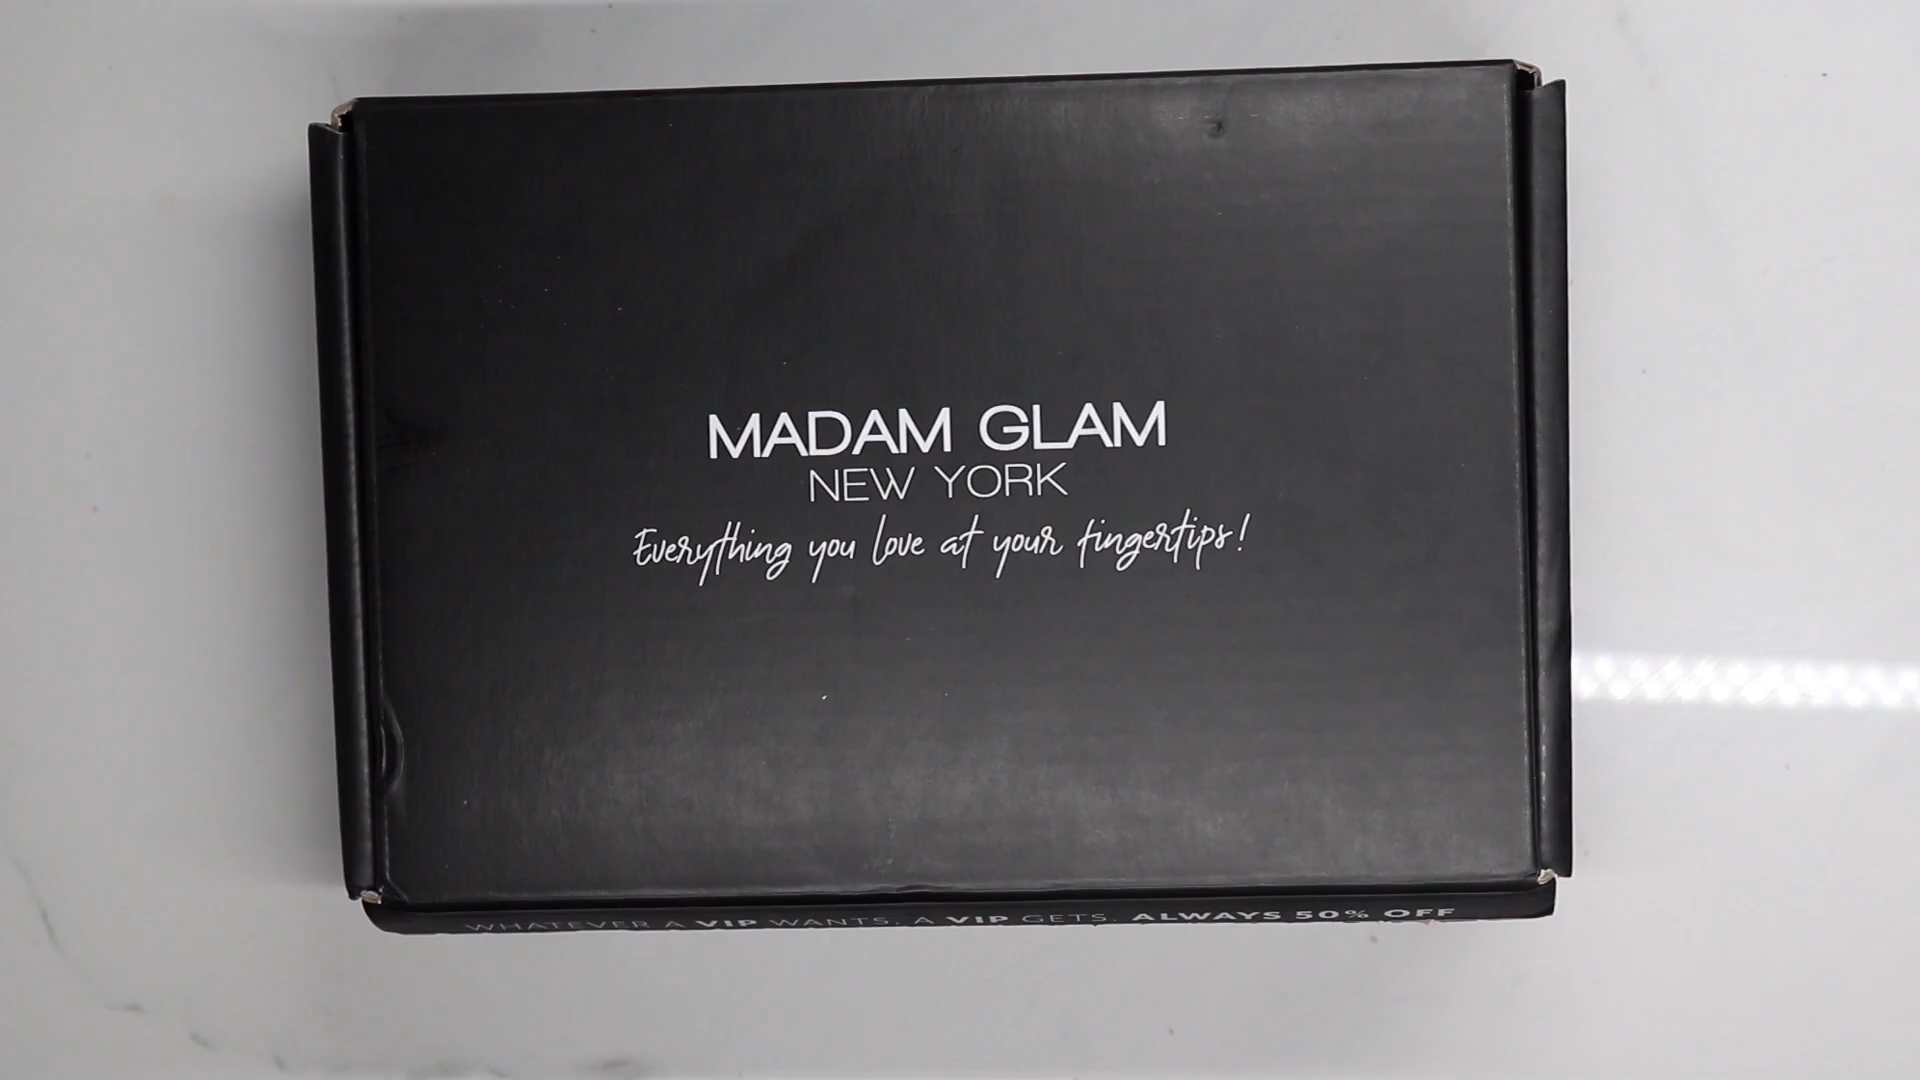 MADAM GLAM
NEW YORK
Everything you love at your fingertips!
WHATEVER A VIP WANTS, A VIP GETS. ALWAYS 50% OFF